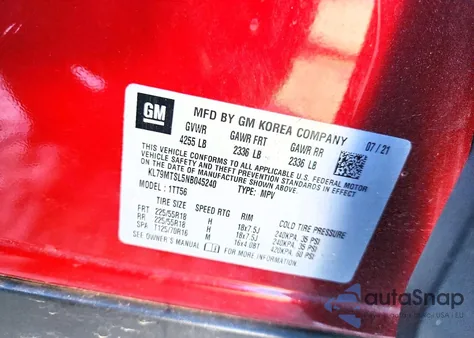 GM
MFD BY GM KOREA COMPANY 07/21
GVWR GAWR FRT GAWR RR
4255 LB 2336 LB 2336 LB
THIS VEHICLE CONFORMS TO ALL APPLICABLE U.S. FEDERAL MOTOR
VEHICLE SAFETY AND THEFT PREVENTION STANDARDS IN EFFECT
ON THE DATE OF MANUFACTURE SHOWN ABOVE.
KL79MTSL5NB045240 TYPE: MPV
MODEL: 1TT56
TIRE SIZE SPEED RTG RIM COLD TIRE PRESSURE
FRT 225/55R18 H 18x7.5J 240KPA, 35 PSI
RR 225/55R18 H 18x7.5J 240KPA, 35 PSI
SPA T125/70R16 M 16x4.0BT 420KPA, 60 PSI
SEE OWNER'S MANUAL FOR MORE INFORMATION
autoSnap